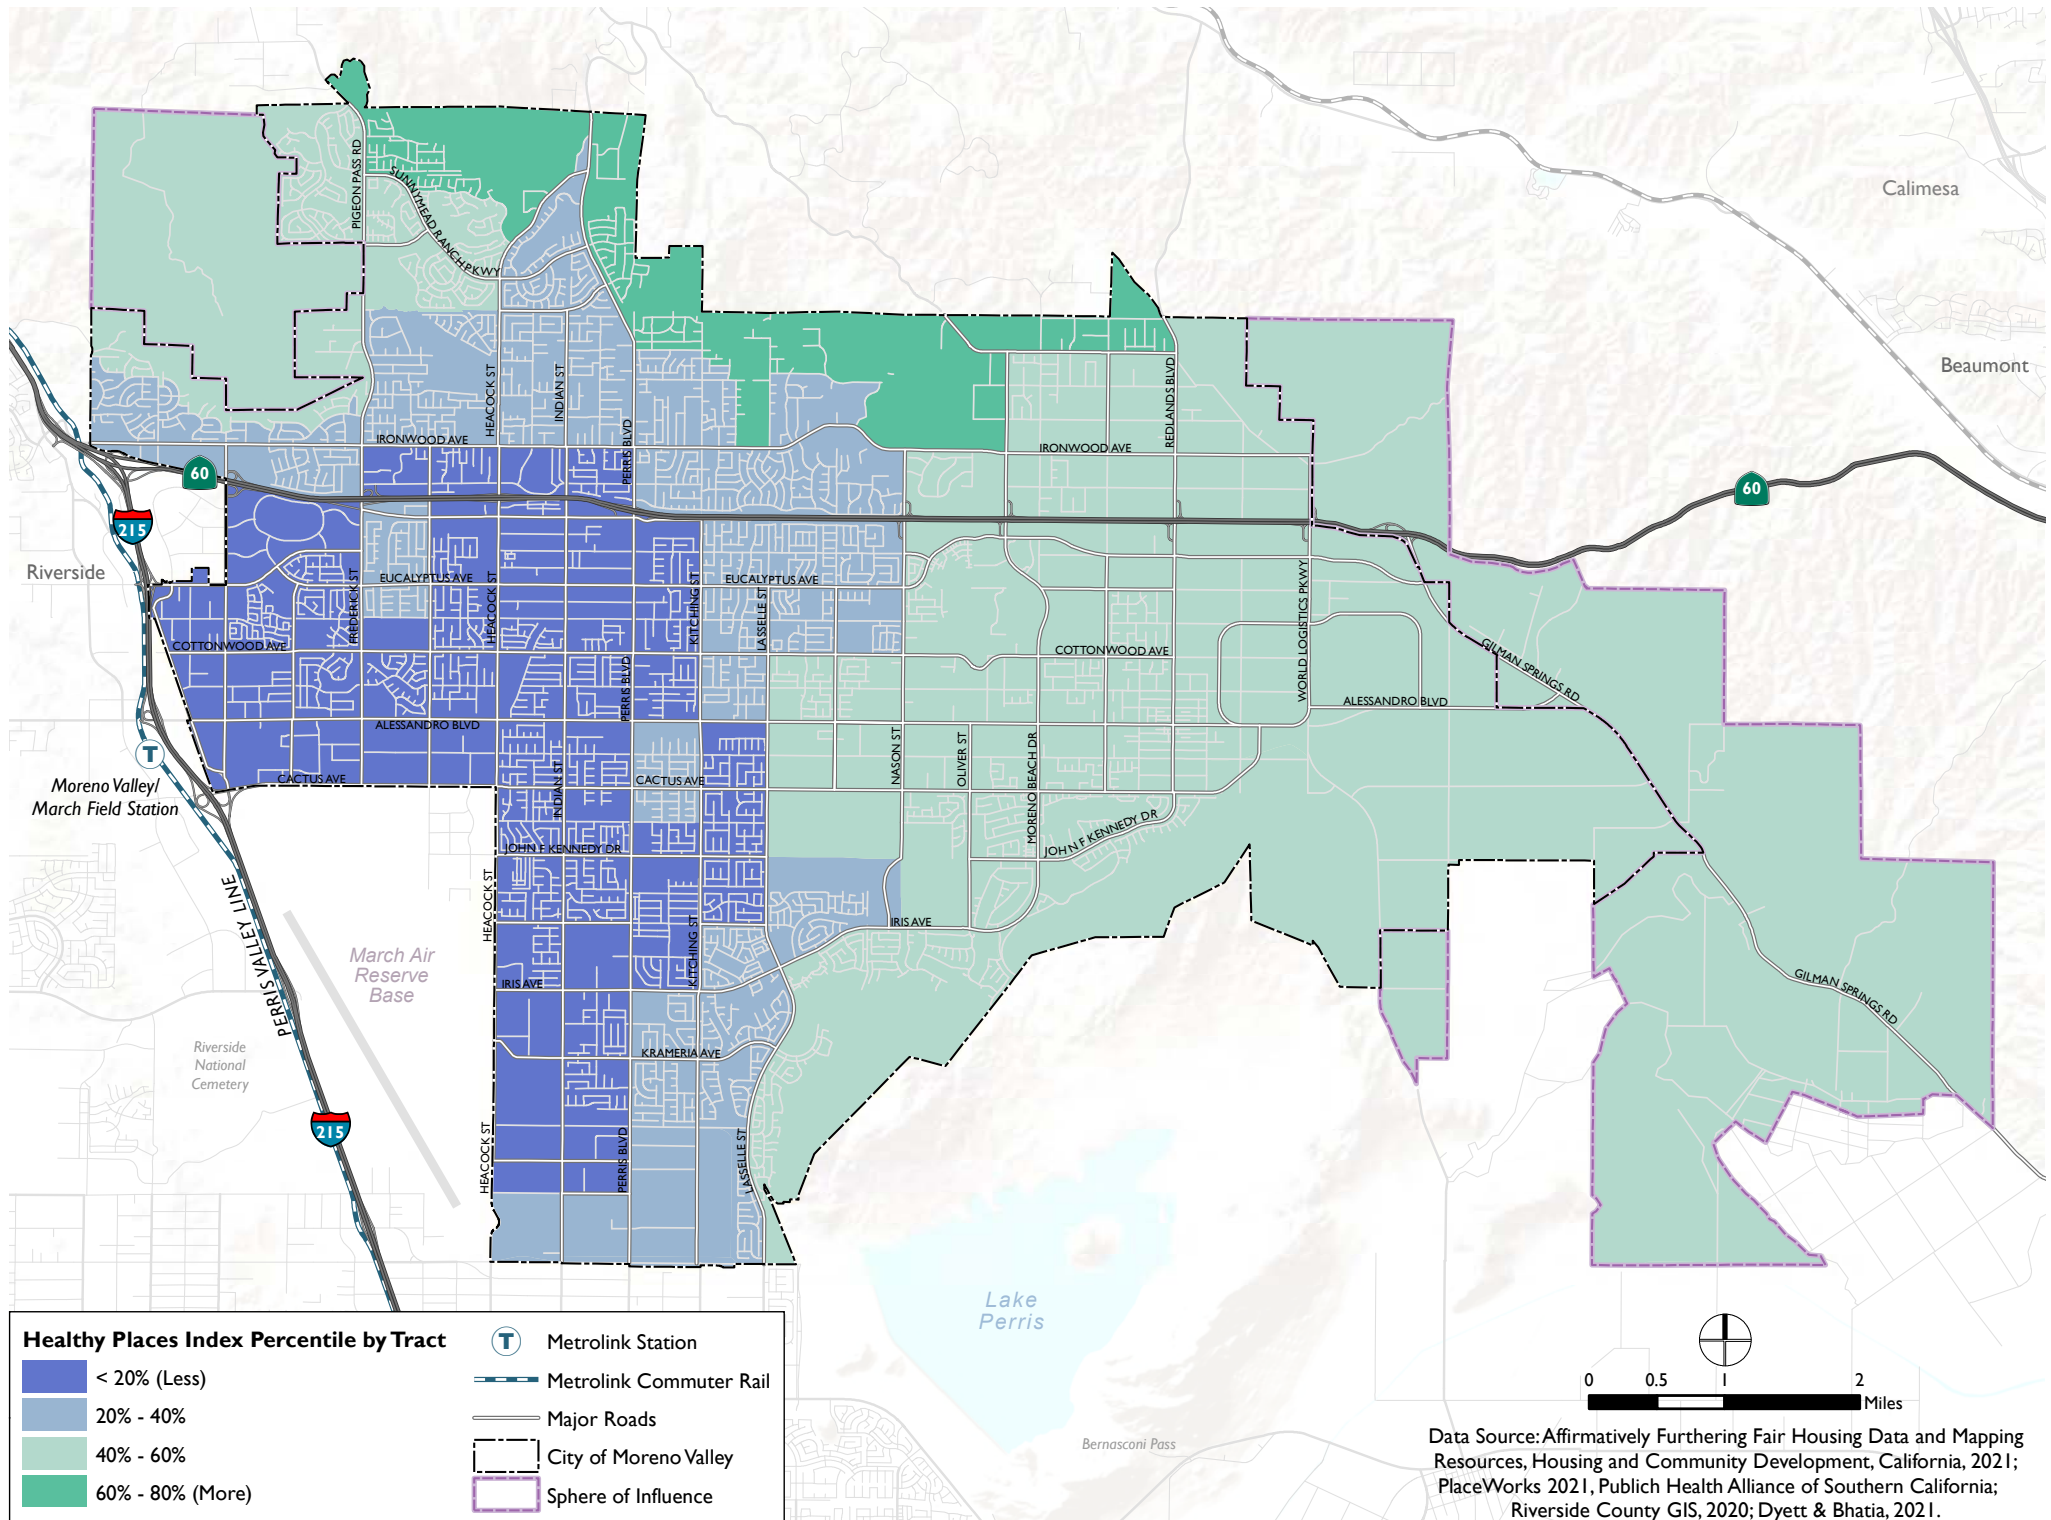 Calimesa
Beaumont
PIGEON PASS RD
SUNNYMEAD RANCH PKWY
HEACOCK ST
INDIAN ST
PERRIS BLVD
REDLANDS BLVD
IRONWOOD AVE
IRONWOOD AVE
60
60
215
Riverside
FREDERICK ST
EUCALYPTUS AVE
HEACOCK ST
KITCHING ST
EUCALYPTUS AVE
LASSELLE ST
WORLD LOGISTICS PKWY
COTTONWOOD AVE
COTTONWOOD AVE
GILMAN SPRINGS RD
PERRIS BLVD
ALESSANDRO BLVD
ALESSANDRO BLVD
T
Moreno Valley/
March Field Station
CACTUS AVE
INDIAN ST
CACTUS AVE
NASON ST
OLIVER ST
MORENO BEACH DR
JOHN F KENNEDY DR
JOHN F KENNEDY DR
HEACOCK ST
KITCHING ST
IRIS AVE
PERRIS VALLEY LINE
March Air
Reserve
Base
IRIS AVE
GILMAN SPRINGS RD
Riverside
National
Cemetery
KRAMERIA AVE
215
HEACOCK ST
PERRIS BLVD
LASSELLE ST
Lake
Perris
Bernasconi Pass
Healthy Places Index Percentile by Tract
< 20% (Less)
20% - 40%
40% - 60%
60% - 80% (More)
T
Metrolink Station
Metrolink Commuter Rail
Major Roads
City of Moreno Valley
Sphere of Influence
0 0.5 1 2
Miles
Data Source: Affirmatively Furthering Fair Housing Data and Mapping
Resources, Housing and Community Development, California, 2021;
PlaceWorks 2021, Publich Health Alliance of Southern California;
Riverside County GIS, 2020; Dyett & Bhatia, 2021.